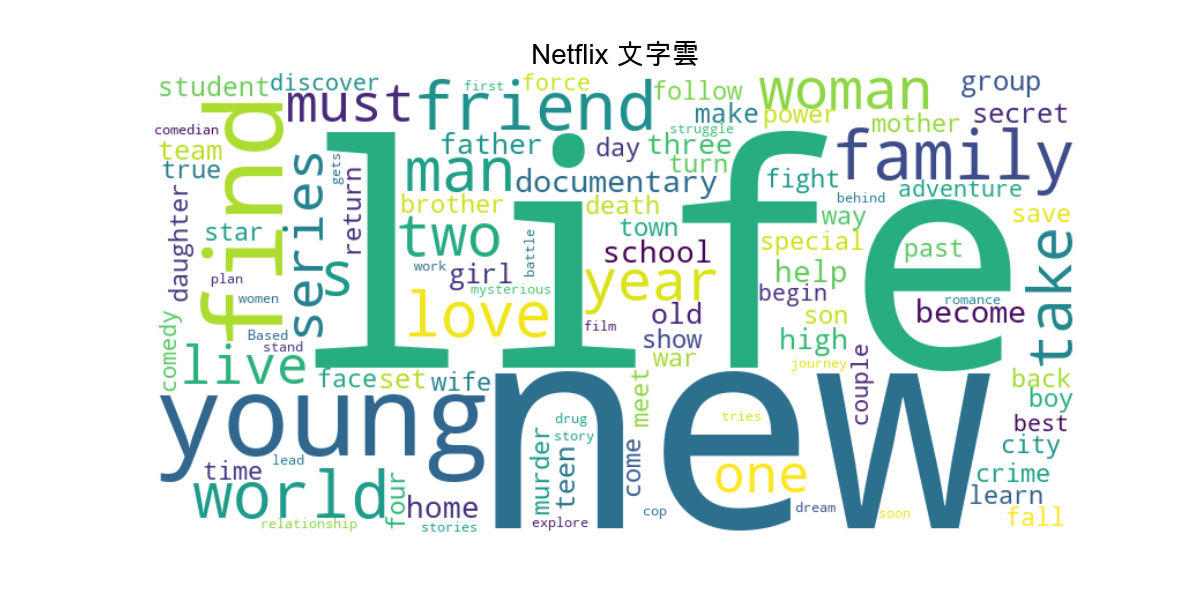 Netflix 文字雲
student
discover
first
force
follow
woman
group
must
friend
make
power
secret
comedian
find
struggle
mother
team
gets
father
day
three
family
true
man
turn
documentary
fight
behind
adventure
daughter
series
return
brother
death
way
save
star
two
battle
town
special
past
take
plan
s
work
girl
school
help
women
mysterious
year
begin
romance
life
love
film
old
son
become
Based
stand
show
high
comedy
live
war
journey
couple
face
set
wife
meet
back
boy
young
new
drug
tries
best
story
city
time
lead
murder
teen
come
one
crime
world
four
home
learn
relationship
stories
explore
cop
dream
soon
fall